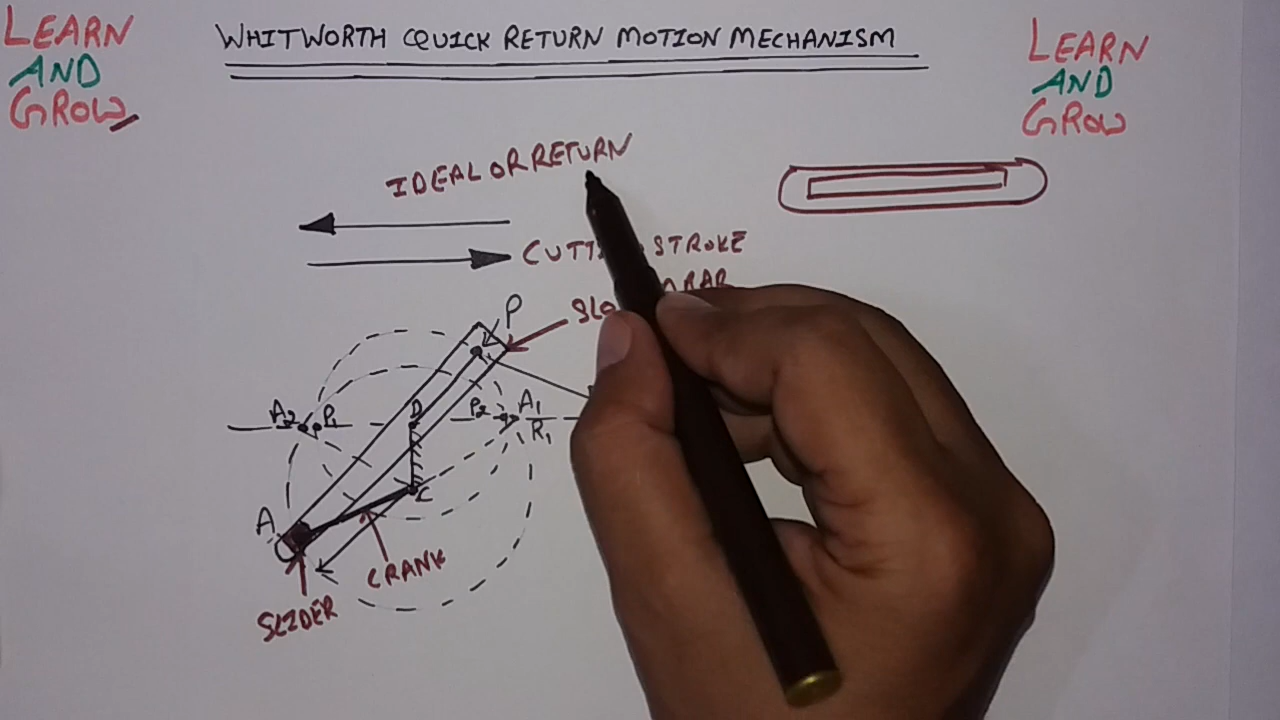 LEARN
AND
GROW
WHITWORTH QUICK RETURN MOTION MECHANISM
LEARN
AND
GROW
IDEAL OR RETURN
STROKE
P
A2
P1
D
P2
A1
R1
C
A
CRANK
SLIDER